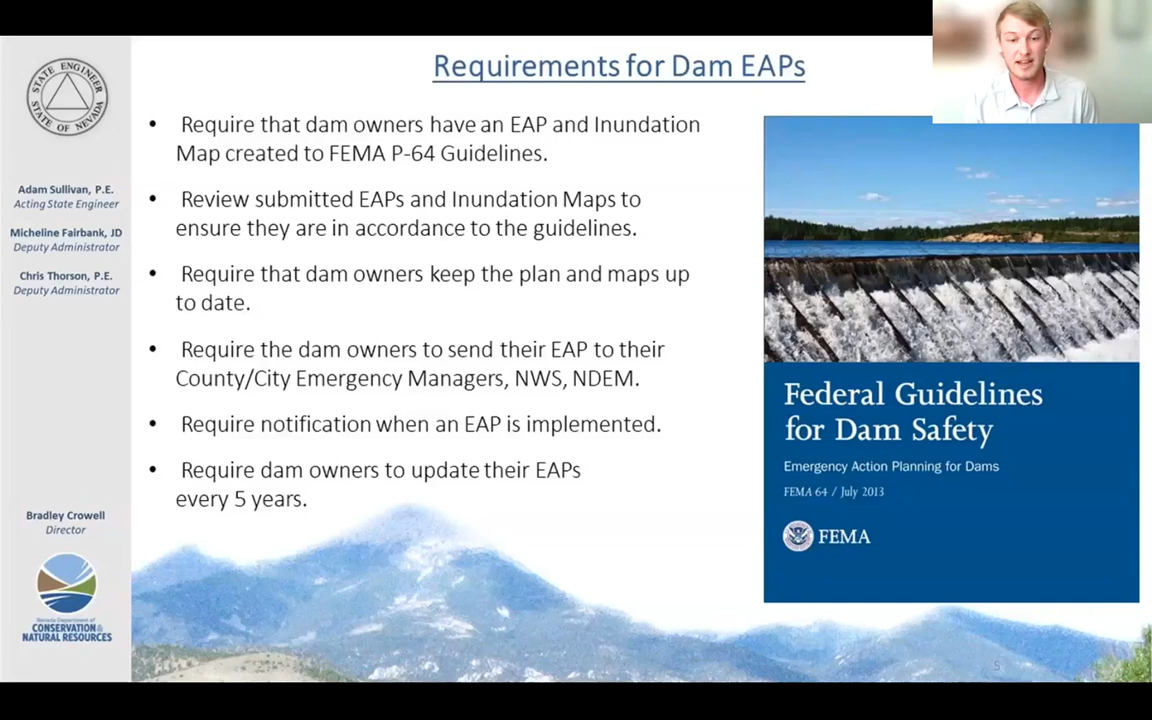 STATE ENGINEER
STATE OF NEVADA
Adam Sullivan, P.E.
Acting State Engineer
Micheline Fairbank, JD
Deputy Administrator
Chris Thorson, P.E.
Deputy Administrator
Bradley Crowell
Director
Nevada Department of
CONSERVATION &
NATURAL RESOURCES
Requirements for Dam EAPs
• Require that dam owners have an EAP and Inundation
Map created to FEMA P-64 Guidelines.
• Review submitted EAPs and Inundation Maps to
ensure they are in accordance to the guidelines.
• Require that dam owners keep the plan and maps up
to date.
• Require the dam owners to send their EAP to their
County/City Emergency Managers, NWS, NDEM.
• Require notification when an EAP is implemented.
• Require dam owners to update their EAPs
every 5 years.
Federal Guidelines
for Dam Safety
Emergency Action Planning for Dams
FEMA 64 / July 2013
FEMA
5